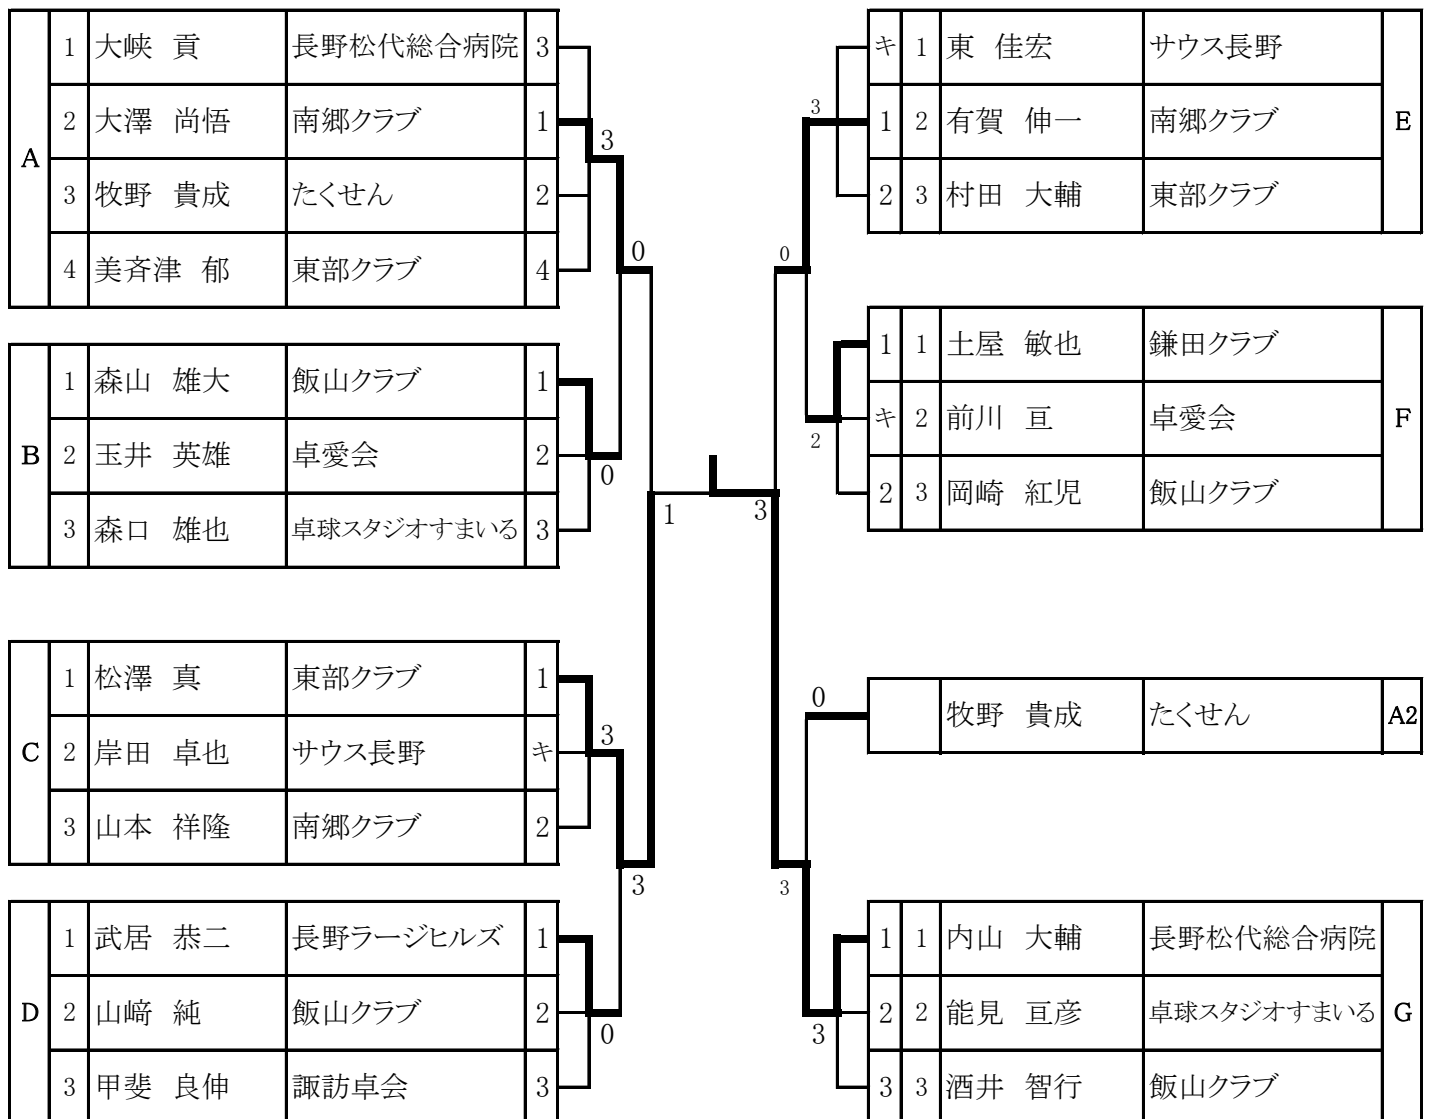 A
1 大峡 貢 長野松代総合病院 3
2 大澤 尚悟 南郷クラブ 1
3 牧野 貴成 たくせん 2
4 美斉津 郁 東部クラブ 4
3
0
B
1 森山 雄大 飯山クラブ 1
2 玉井 英雄 卓愛会 2
3 森口 雄也 卓球スタジオすまいる 3
0
1
C
1 松澤 真 東部クラブ 1
2 岸田 卓也 サウス長野 キ
3 山本 祥隆 南郷クラブ 2
3
3
D
1 武居 恭二 長野ラージヒルズ 1
2 山﨑 純 飯山クラブ 2
3 甲斐 良伸 諏訪卓会 3
0
3
キ 1 東 佳宏 サウス長野
1 2 有賀 伸一 南郷クラブ
2 3 村田 大輔 東部クラブ
E
3
0
1 1 土屋 敏也 鎌田クラブ
キ 2 前川 亘 卓愛会
2 3 岡崎 紅児 飯山クラブ
F
2
0
牧野 貴成 たくせん A2
3
1 1 内山 大輔 長野松代総合病院
2 2 能見 亘彦 卓球スタジオすまいる
3 3 酒井 智行 飯山クラブ
G
3